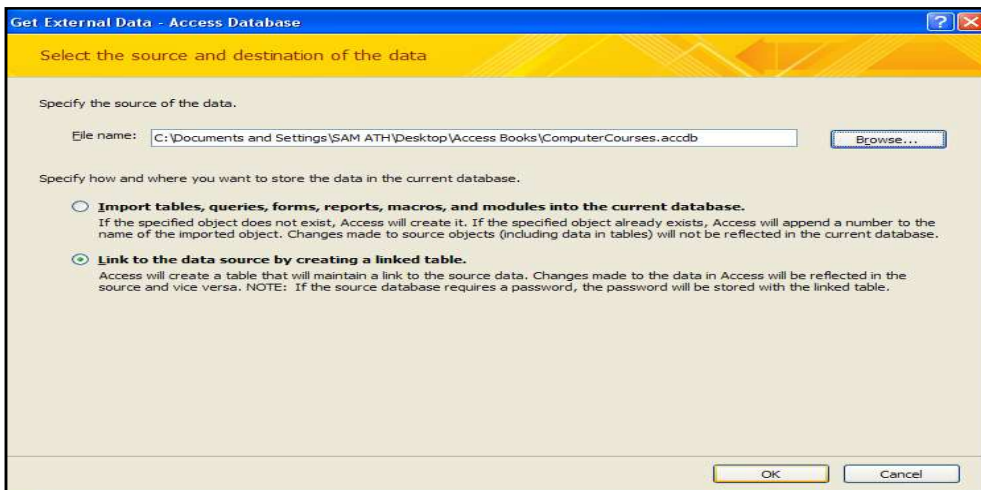 Get External Data - Access Database
Select the source and destination of the data
Specify the source of the data.
File name: C:\Documents and Settings\SAM ATH\Desktop\Access Books\ComputerCourses.accdb Browse...
Specify how and where you want to store the data in the current database.
Import tables, queries, forms, reports, macros, and modules into the current database.
If the specified object does not exist, Access will create it. If the specified object already exists, Access will append a number to the
name of the imported object. Changes made to source objects (including data in tables) will not be reflected in the current database.
Link to the data source by creating a linked table.
Access will create a table that will maintain a link to the source data. Changes made to the data in Access will be reflected in the
source and vice versa. NOTE: If the source database requires a password, the password will be stored with the linked table.
OK Cancel